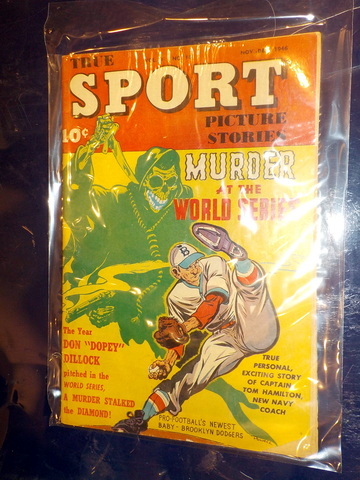 TRUE
NOV-DEC 1946
SPORT
10¢
PICTURE
STORIES
MURDER
AT THE
WORLD SERIES
B
The Year
DON "DOPEY"
DILLOCK
pitched in the
WORLD SERIES,
A MURDER STALKED
the DIAMOND!
TRUE
PERSONAL,
EXCITING STORY
OF CAPTAIN
TOM HAMILTON,
NEW NAVY
COACH
PRO FOOTBALL'S NEWEST
BABY - BROOKLYN DODGERS